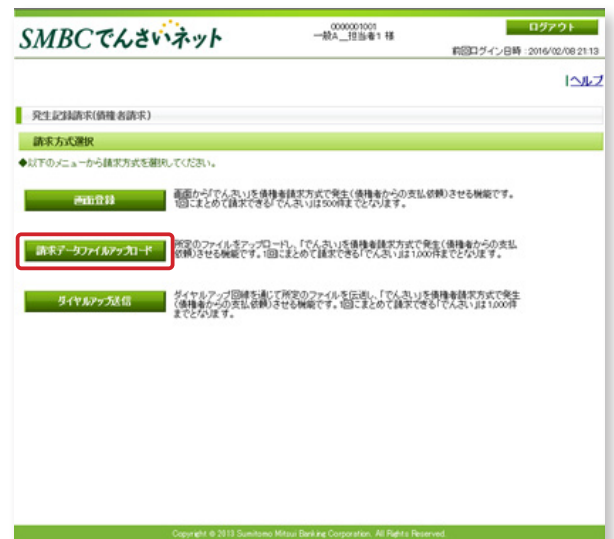 SMBCでんさいネット
0000001001
一般A__担当者1 様
ログアウト
前回ログイン日時：2016/02/08 21:13
|ヘルプ
発生記録請求(債権者請求)
請求方式選択
◆以下のメニューから請求方式を選択してください。
画面登録
画面から「でんさい」を債権者請求方式で発生(債権者からの支払依頼)させる機能です。
1回にまとめて請求できる「でんさい」は500件までとなります。
請求データファイルアップロード
所定のファイルをアップロードし、「でんさい」を債権者請求方式で発生(債権者からの支払
依頼)させる機能です。1回にまとめて請求できる「でんさい」は1,000件までとなります。
ダイヤルアップ送信
ダイヤルアップ回線を通じて所定のファイルを伝送し、「でんさい」を債権者請求方式で発生
(債権者からの支払依頼)させる機能です。1回にまとめて請求できる「でんさい」は1,000件
までとなります。
Copyright © 2013 Sumitomo Mitsui Banking Corporation. All Rights Reserved.